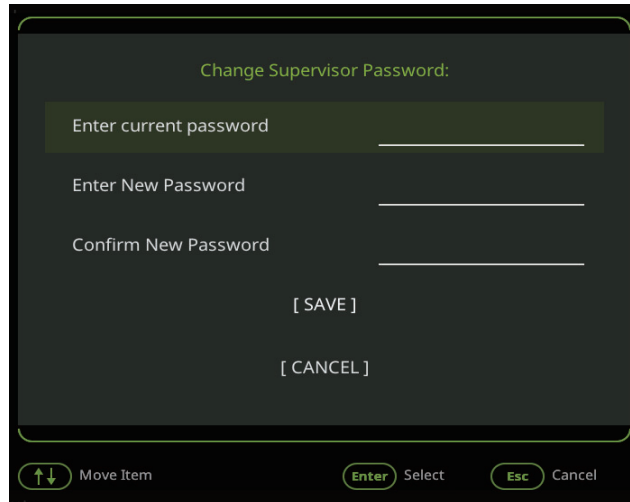 Change Supervisor Password:
Enter current password
Enter New Password
Confirm New Password
[ SAVE ]
[ CANCEL ]
↑↓ Move Item Enter Select Esc Cancel